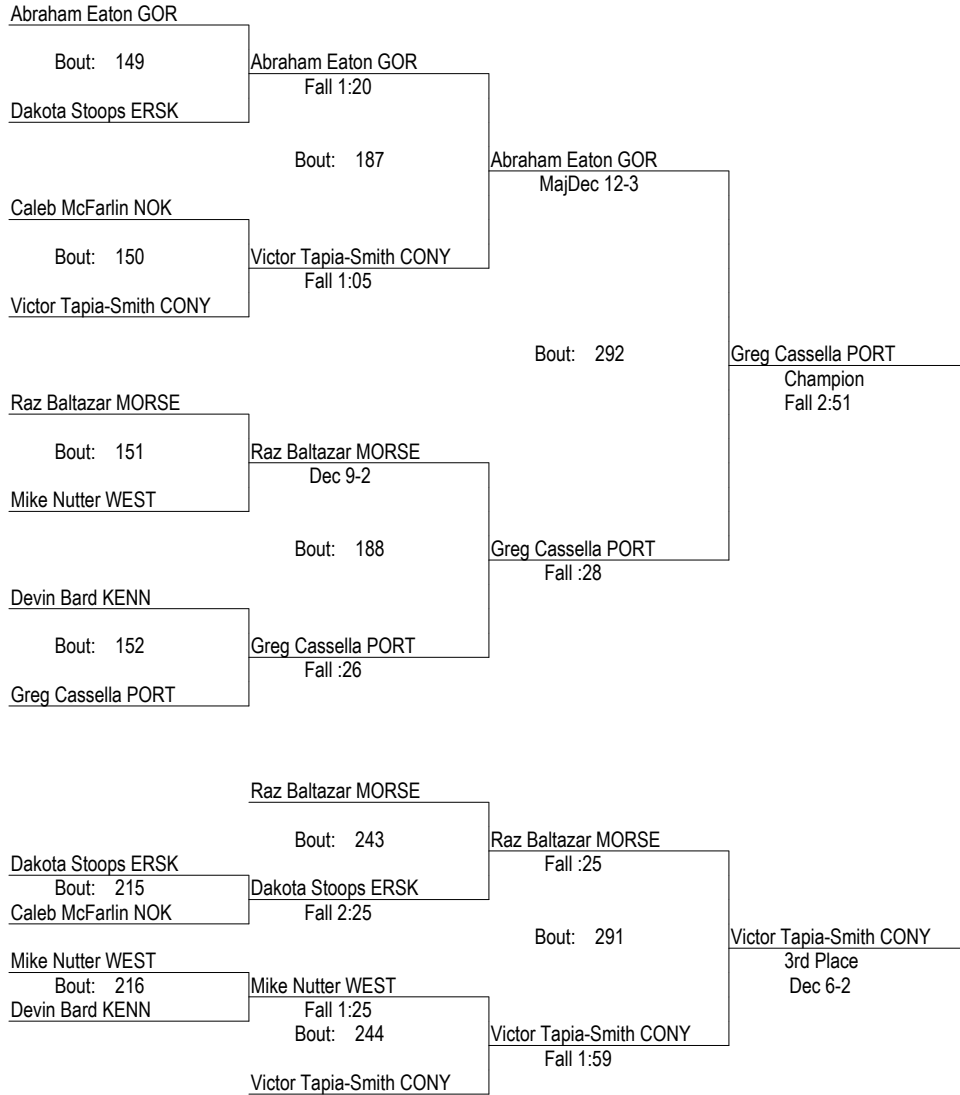 Abraham Eaton GOR
Bout: 149
Abraham Eaton GOR
Fall 1:20
Dakota Stoops ERSK
Bout: 187
Abraham Eaton GOR
MajDec 12-3
Caleb McFarlin NOK
Bout: 150
Victor Tapia-Smith CONY
Fall 1:05
Victor Tapia-Smith CONY
Bout: 292
Greg Cassella PORT
Champion
Fall 2:51
Raz Baltazar MORSE
Bout: 151
Raz Baltazar MORSE
Dec 9-2
Mike Nutter WEST
Bout: 188
Greg Cassella PORT
Fall :28
Devin Bard KENN
Bout: 152
Greg Cassella PORT
Fall :26
Greg Cassella PORT
Raz Baltazar MORSE
Bout: 243
Raz Baltazar MORSE
Fall :25
Dakota Stoops ERSK
Bout: 215
Dakota Stoops ERSK
Fall 2:25
Caleb McFarlin NOK
Bout: 291
Victor Tapia-Smith CONY
3rd Place
Dec 6-2
Mike Nutter WEST
Bout: 216
Mike Nutter WEST
Fall 1:25
Devin Bard KENN
Bout: 244
Victor Tapia-Smith CONY
Fall 1:59
Victor Tapia-Smith CONY